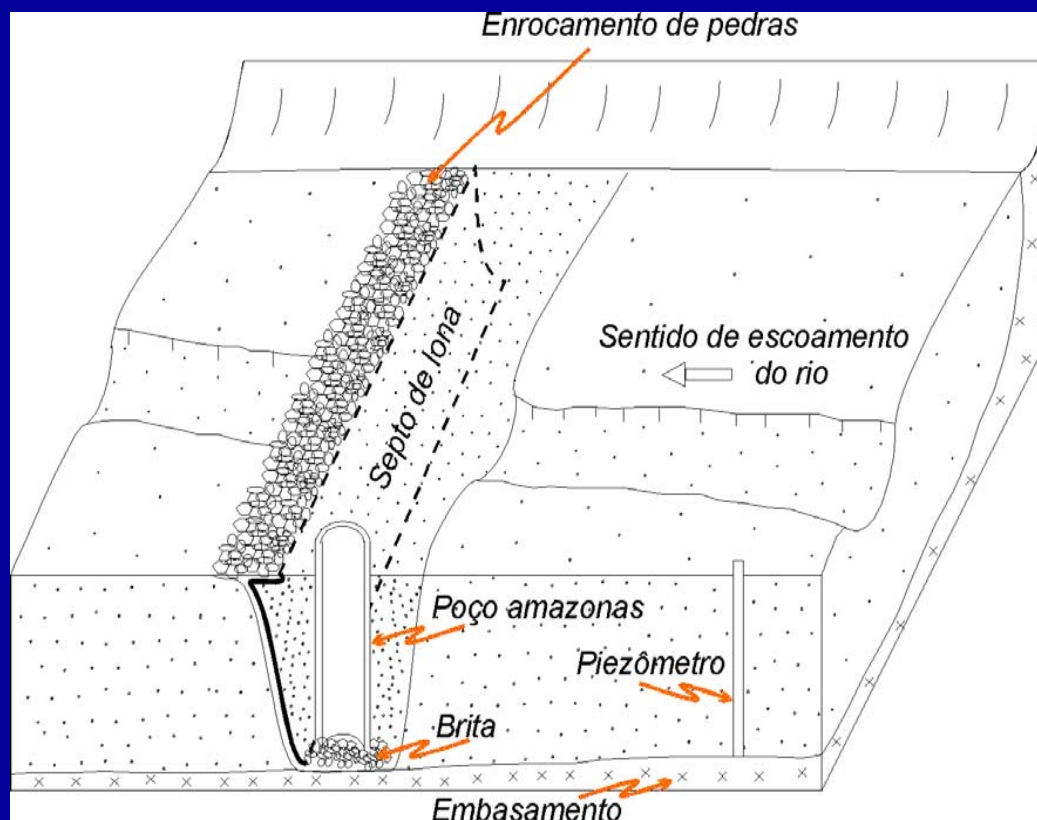 Enrocamento de pedras
Septo de lona
Sentido de escoamento
do rio
Poço amazonas
Piezômetro
Brita
Embasamento